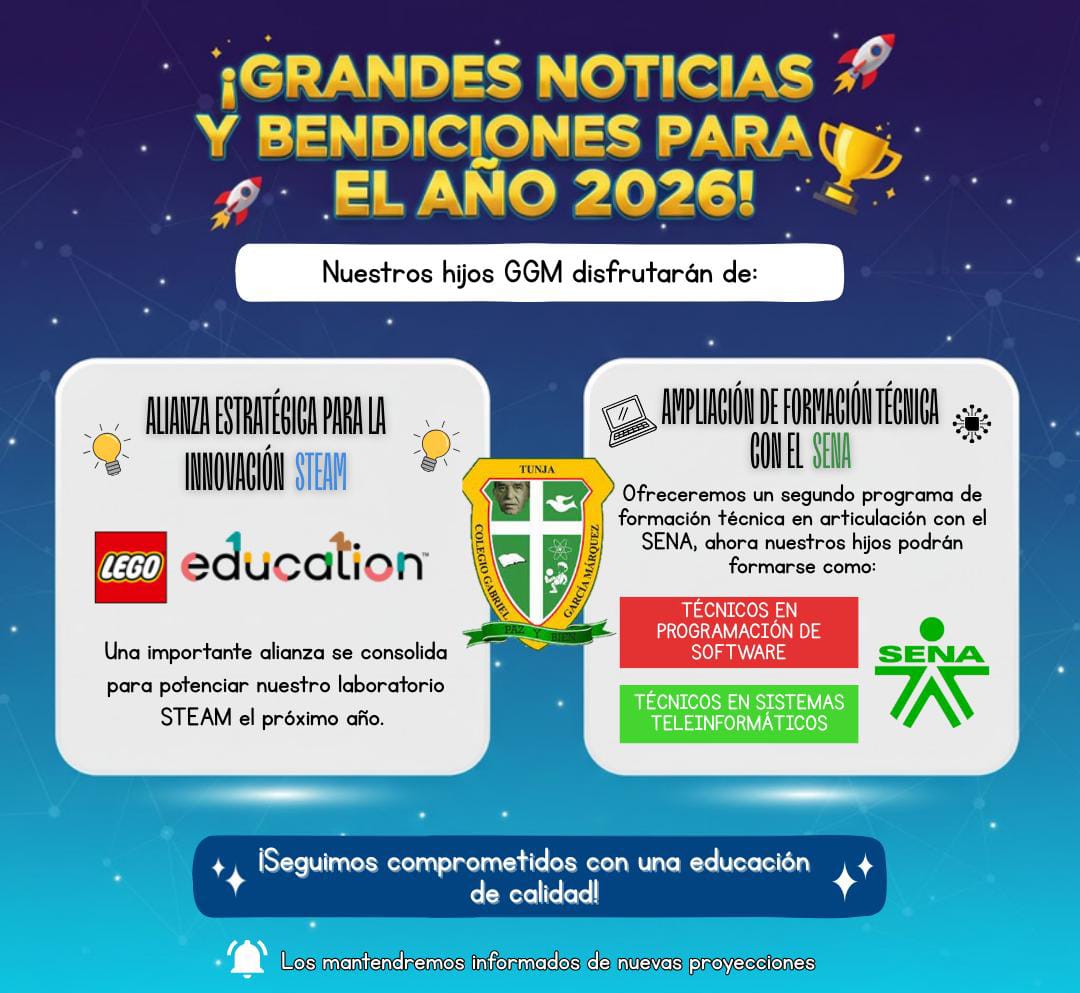 ¡GRANDES NOTICIAS
Y BENDICIONES PARA
EL AÑO 2026!
Nuestros hijos GGM disfrutarán de:
ALIANZA ESTRATÉGICA PARA LA
INNOVACIÓN STEAM
LEGO education™
Una importante alianza se consolida
para potenciar nuestro laboratorio
STEAM el próximo año.
TUNJA
COLEGIO GABRIEL
GARCÍA MÁRQUEZ
PAZ Y BIEN
AMPLIACIÓN DE FORMACIÓN TÉCNICA
CON EL SENA
Ofreceremos un segundo programa de
formación técnica en articulación con el
SENA, ahora nuestros hijos podrán
formarse como:
TÉCNICOS EN
PROGRAMACIÓN DE
SOFTWARE
TÉCNICOS EN SISTEMAS
TELEINFORMÁTICOS
SENA
¡Seguimos comprometidos con una educación
de calidad!
Los mantendremos informados de nuevas proyecciones